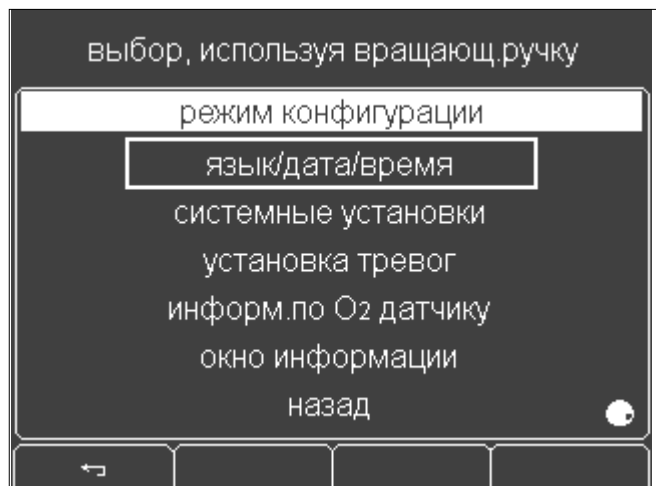 выбор, используя вращающ.ручку
режим конфигурации
язык/дата/время
системные установки
установка тревог
информ.по O2 датчику
окно информации
назад